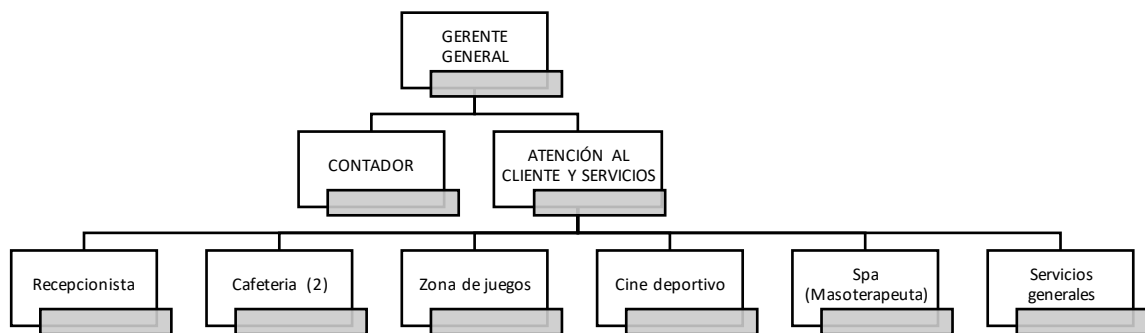 GERENTE
GENERAL
CONTADOR
ATENCIÓN AL
CLIENTE Y SERVICIOS
Recepcionista
Cafeteria (2)
Zona de juegos
Cine deportivo
Spa
(Masoterapeuta)
Servicios
generales